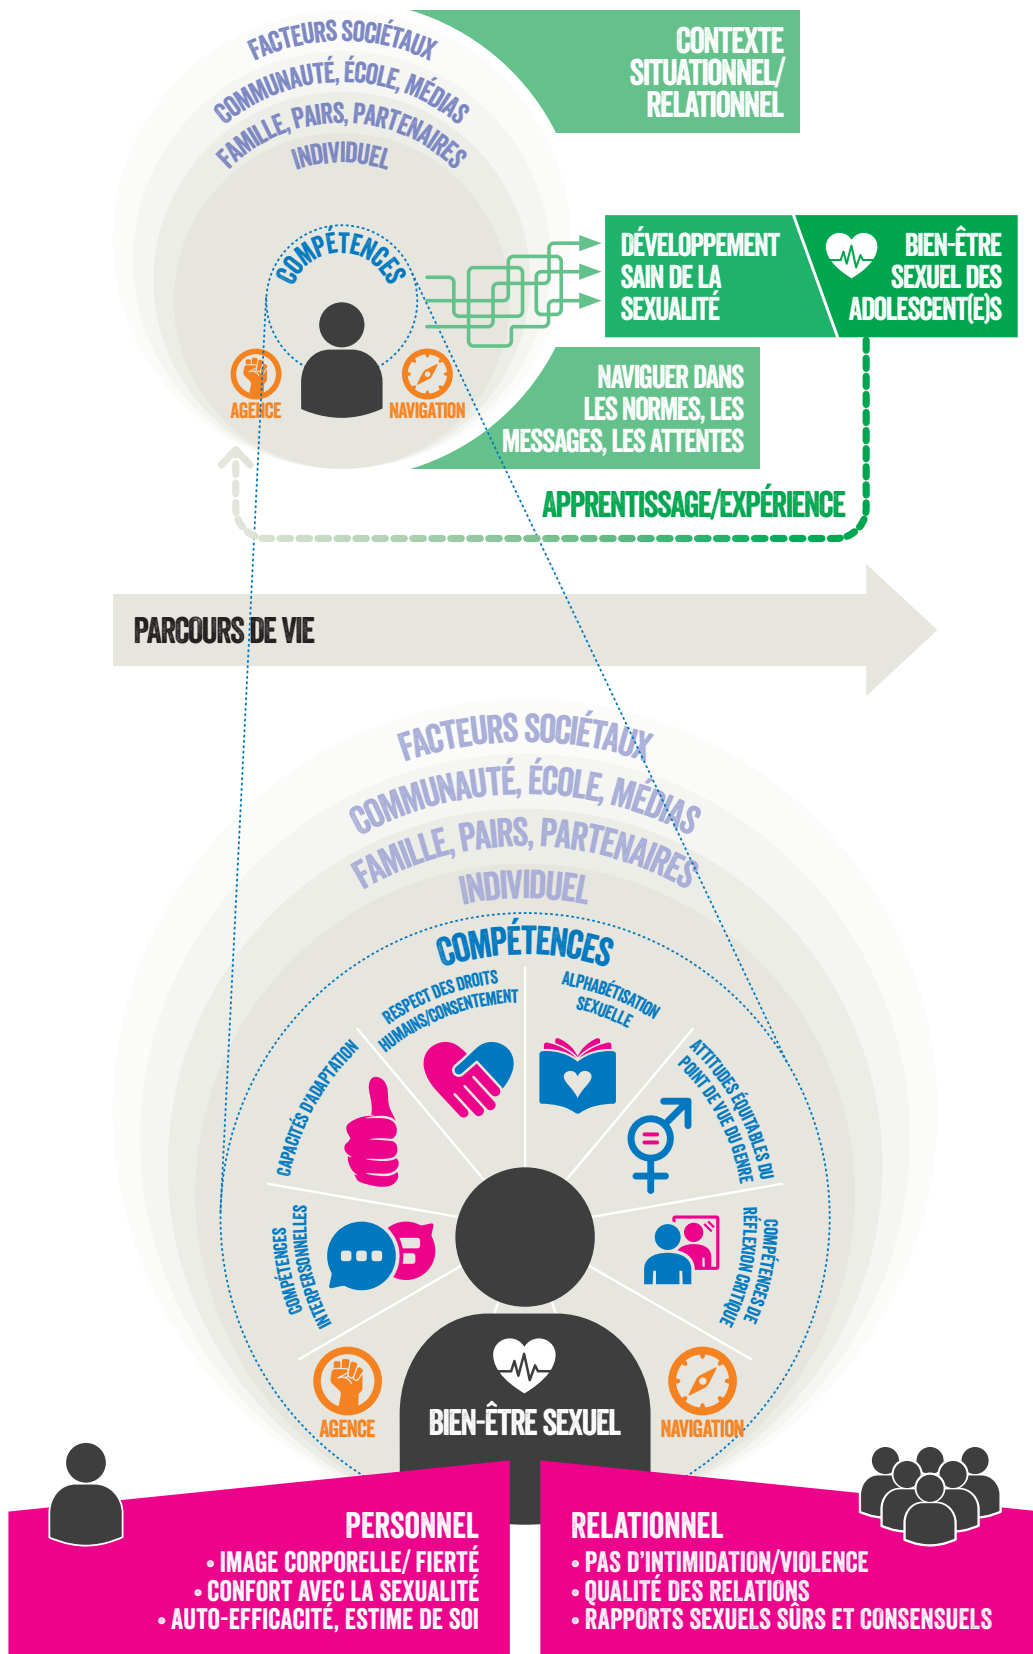 FACTEURS SOCIÉTAUX
COMMUNAUTÉ, ÉCOLE, MÉDIAS
FAMILLE, PAIRS, PARTENAIRES
INDIVIDUEL
COMPÉTENCES
AGENCE
NAVIGATION
CONTEXTE
SITUATIONNEL/
RELATIONNEL
DÉVELOPPEMENT
SAIN DE LA
SEXUALITÉ
BIEN-ÊTRE
SEXUEL DES
ADOLESCENT(E)S
NAVIGUER DANS
LES NORMES, LES
MESSAGES, LES ATTENTES
APPRENTISSAGE/EXPÉRIENCE
PARCOURS DE VIE
FACTEURS SOCIÉTAUX
COMMUNAUTÉ, ÉCOLE, MÉDIAS
FAMILLE, PAIRS, PARTENAIRES
INDIVIDUEL
COMPÉTENCES
COMPÉTENCES
INTERPERSONNELLES
CAPACITÉS D'ADAPTATION
RESPECT DES DROITS
HUMAINS/CONSENTEMENT
ALPHABÉTISATION
SEXUELLE
ATTITUDES ÉQUITABLES DU
POINT DE VUE DU GENRE
COMPÉTENCES DE
RÉFLEXION CRITIQUE
AGENCE
BIEN-ÊTRE SEXUEL
NAVIGATION
PERSONNEL
• IMAGE CORPORELLE/ FIERTÉ
• CONFORT AVEC LA SEXUALITÉ
• AUTO-EFFICACITÉ, ESTIME DE SOI
RELATIONNEL
• PAS D'INTIMIDATION/VIOLENCE
• QUALITÉ DES RELATIONS
• RAPPORTS SEXUELS SÛRS ET CONSENSUELS